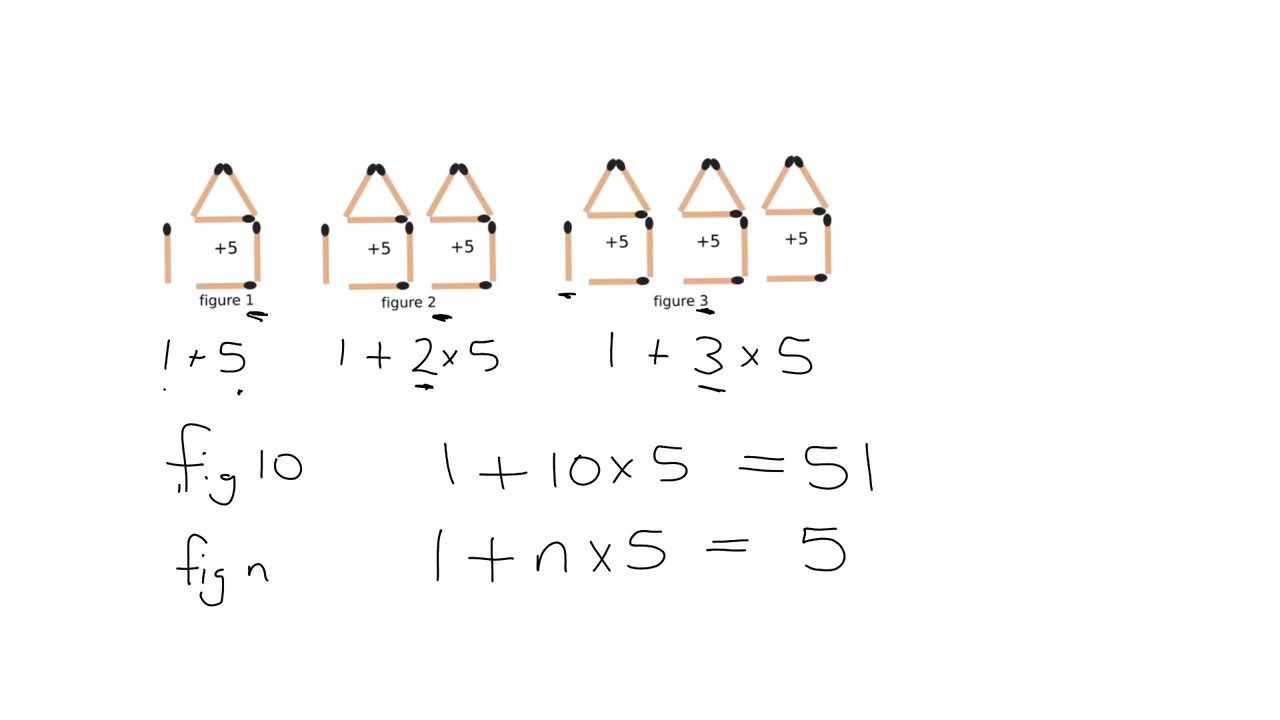 +5 +5 +5 +5 +5 +5
figure 1 figure 2 figure 3
1 + 5 1 + 2 × 5 1 + 3 × 5
fig 10 1 + 10 × 5 = 51
fig n 1 + n × 5 = 5